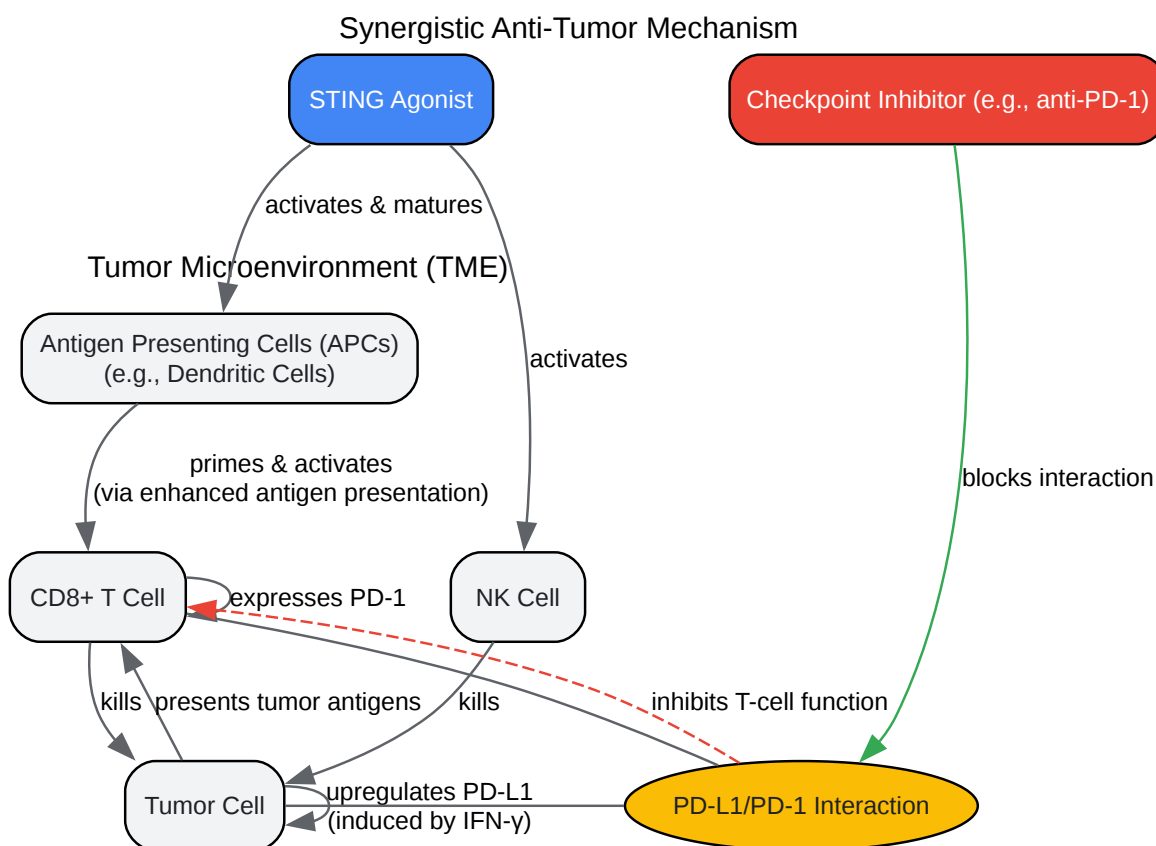 Synergistic Anti-Tumor Mechanism
STING Agonist
Checkpoint Inhibitor (e.g., anti-PD-1)
activates & matures
Tumor Microenvironment (TME)
Antigen Presenting Cells (APCs)
(e.g., Dendritic Cells)
activates
primes & activates
(via enhanced antigen presentation)
blocks interaction
CD8+ T Cell
expresses PD-1
NK Cell
kills
presents tumor antigens
kills
inhibits T-cell function
Tumor Cell
upregulates PD-L1
(induced by IFN-γ)
PD-L1/PD-1 Interaction